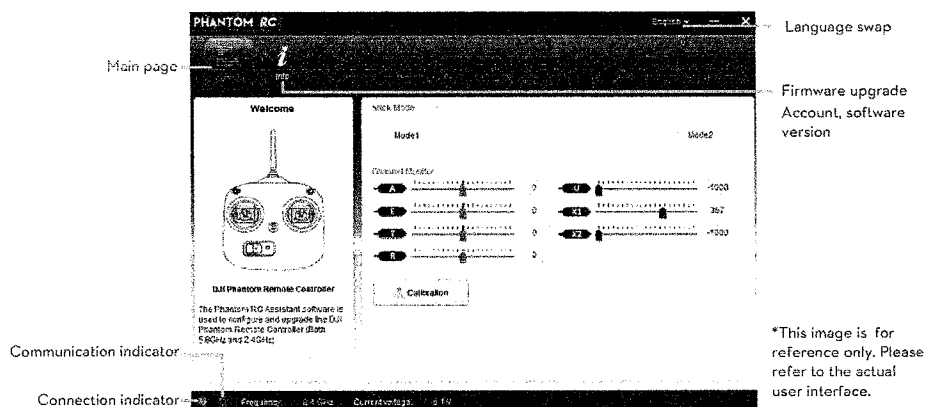 PHANTOM RC
English
Language swap
Main page
Info
Firmware upgrade
Account, software
version
Welcome
Stick Mode
Mode1
Mode2
Channel Monitor
A 0
E 0
T 0
R 0
U -1000
X1
X2 -1000
Calibration
DJI Phantom Remote Controller
The Phantom RC Assistant software is
used to configure and upgrade the DJI
Phantom Remote Controller (Both
5.8GHz and 2.4GHz)
*This image is for
reference only. Please
refer to the actual
user interface.
Communication indicator
Connection indicator
Frequency: 2.4 GHz Current voltage: